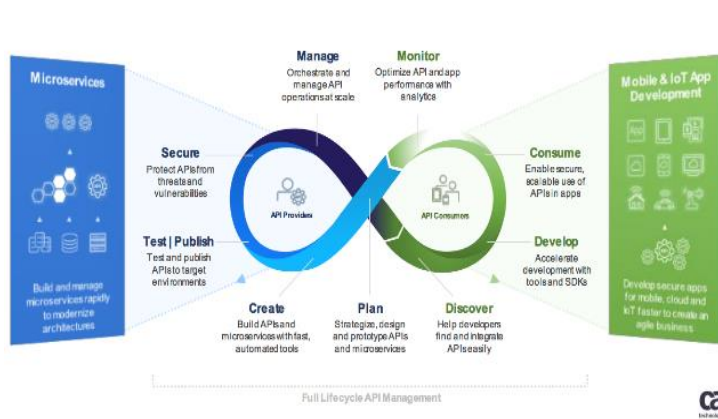 Microservices
Build and manage
microservices rapidly
to modernize
architectures
Manage
Orchestrate and
manage API
operations at scale
Monitor
Optimize API and app
performance with
analytics
Secure
Protect APIs from
threats and
vulnerabilities
Consume
Enable secure,
scalable use of
APIs in apps
API Providers
API Consumers
Test | Publish
Test and publish
APIs to target
environments
Develop
Accelerate
development with
tools and SDKs
Create
Build APIs and
microservices with fast,
automated tools
Plan
Strategize, design
and prototype APIs
and microservices
Discover
Help developers
find and integrate
APIs easily
Mobile & IoT App
Development
App
Develop secure apps
for mobile, cloud and
IoT faster to create an
agile business
Full Lifecycle API Management
ca